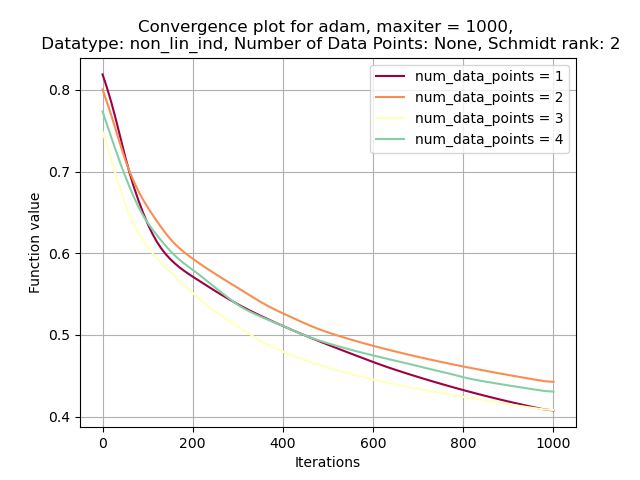 Convergence plot for adam, maxiter = 1000,
Datatype: non_lin_ind, Number of Data Points: None, Schmidt rank: 2
num_data_points = 1
num_data_points = 2
num_data_points = 3
num_data_points = 4
Function value
0.8
0.7
0.6
0.5
0.4
0
200
400
600
800
1000
Iterations